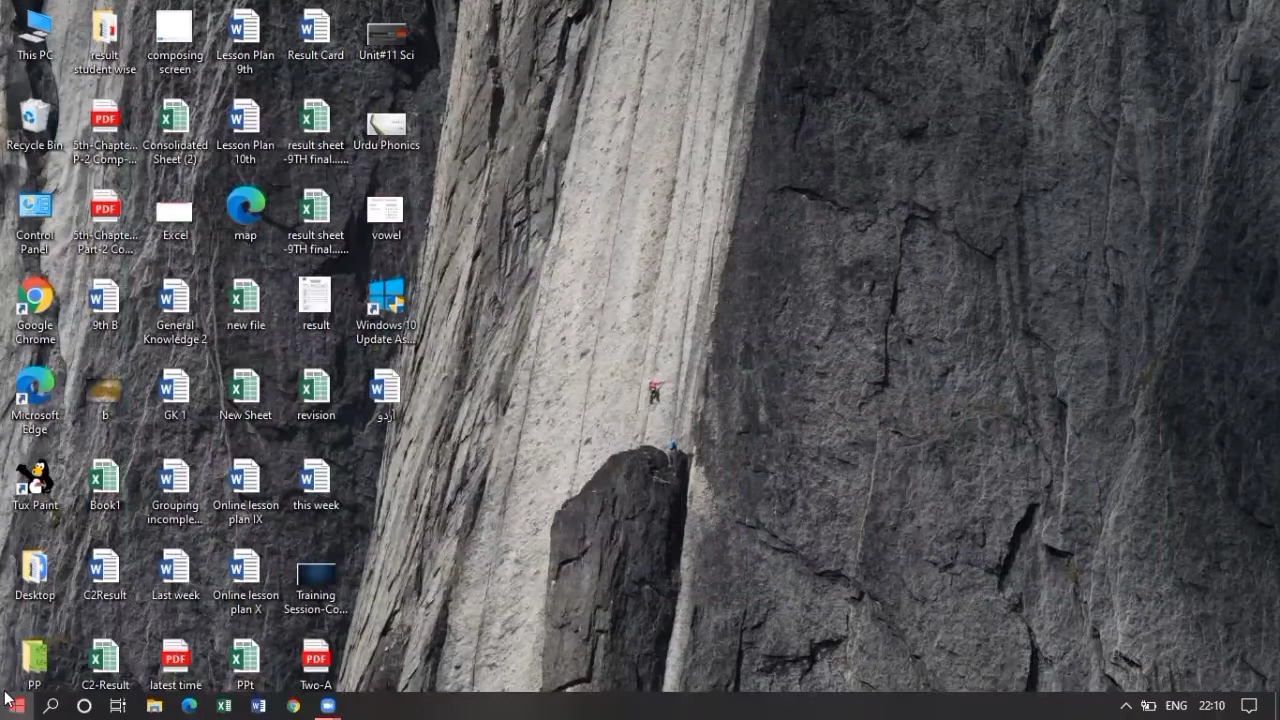 This PC
result
student wise
composing
screen
Lesson Plan
9th
Result Card
Unit#11 Sci
Recycle Bin
PDF
5th-Chapte...
P-2 Comp-...
Consolidated
Sheet (2)
Lesson Plan
10th
result sheet
-9TH final......
Urdu Phonics
Control
Panel
PDF
5th-Chapte...
Part-2 Co...
Excel
map
result sheet
-9TH final......
vowel
Google
Chrome
9th B
General
Knowledge 2
new file
result
Windows 10
Update As...
Microsoft
Edge
b
GK 1
New Sheet
revision
اردو
Tux Paint
Book1
Grouping
incomple...
Online lesson
plan IX
this week
Desktop
C2Result
Last week
Online lesson
plan X
Training
Session-Co...
PP
C2-Result
PDF
latest time
PPt
PDF
Two-A
ENG
22:10